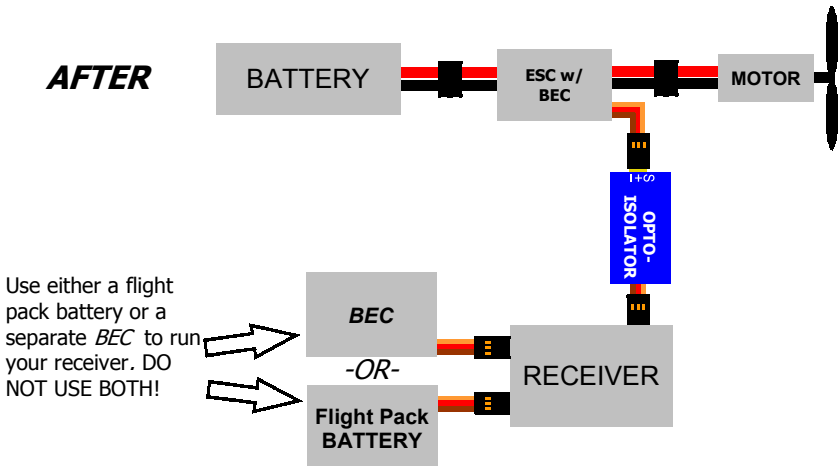 AFTER
BATTERY
ESC w/
BEC
MOTOR
S+-
OPTO-
ISOLATOR
Use either a flight
pack battery or a
separate BEC to run
your receiver. DO
NOT USE BOTH!
BEC
-OR-
Flight Pack
BATTERY
RECEIVER